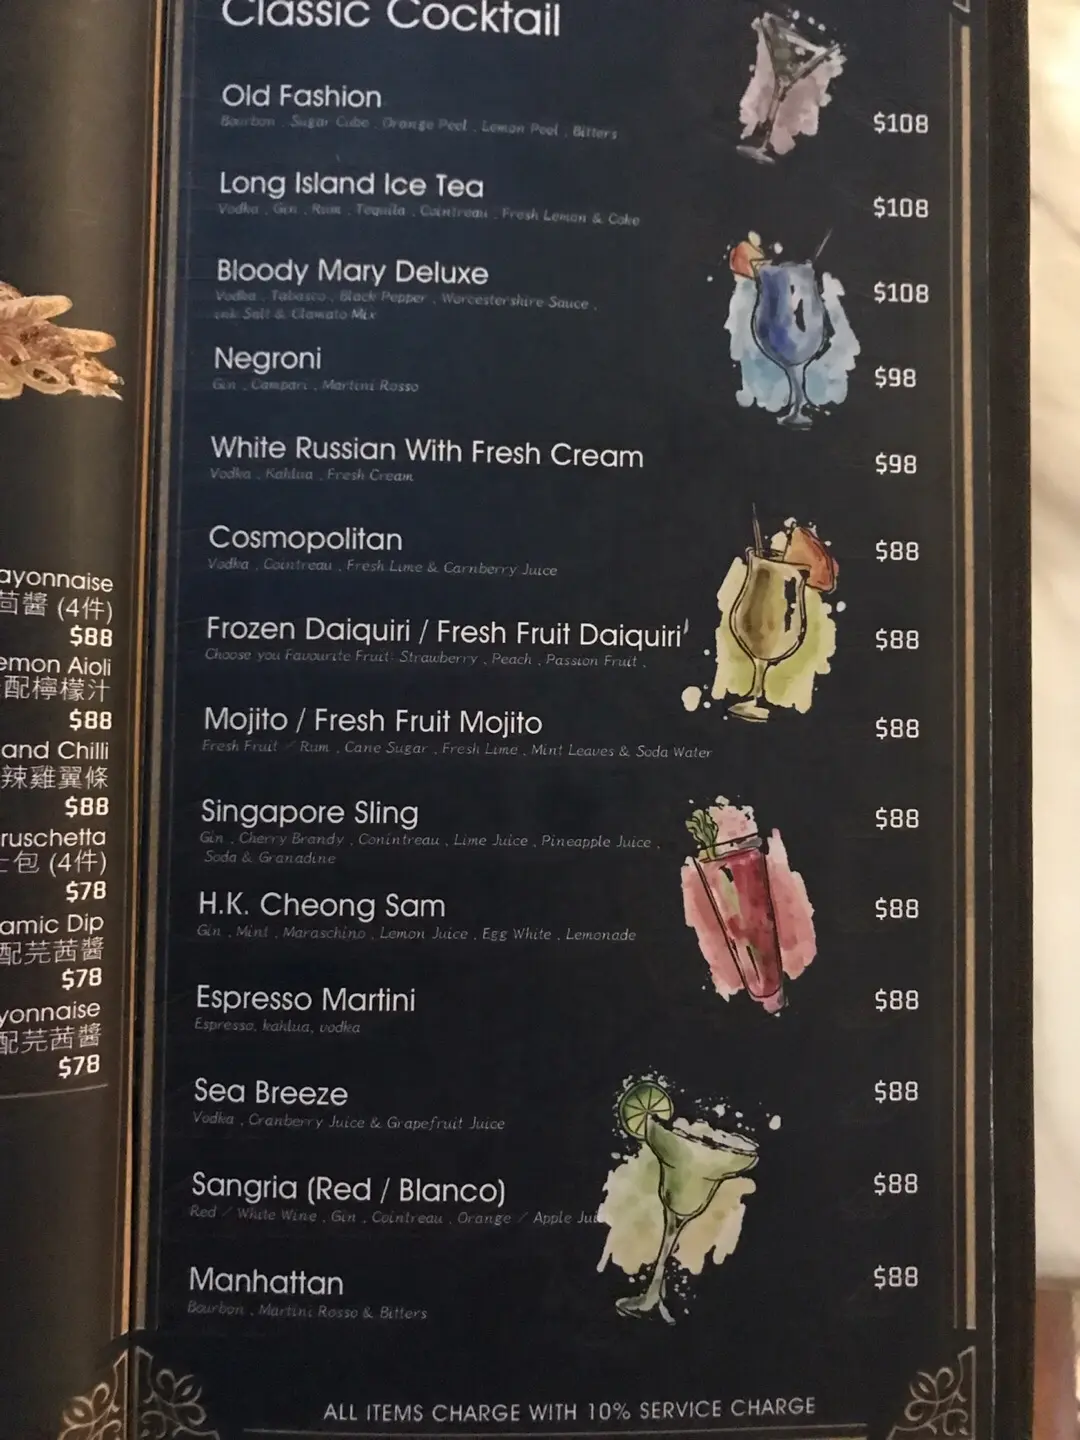 ayonnaise
茴醬 (4件)
$88
emon Aioli
配檸檬汁
$88
and Chilli
辣雞翼條
$88
ruschetta
包 (4件)
$78
amic Dip
配芫茜醬
$78
yonnaise
配芫茜醬
$78
Classic Cocktail
Old Fashion $108
Bourbon , Sugar Cube , Orange Peel , Lemon Peel , Bitters
Long Island Ice Tea $108
Vodka , Gin , Rum , Tequila , Cointreau , Fresh Lemon & Coke
Bloody Mary Deluxe $108
Vodka , Tabasco , Black Pepper , Worcestershire Sauce ,
Salt & Clamato Mix
Negroni $98
Gin , Campari , Martini Rosso
White Russian With Fresh Cream $98
Vodka , Kahlua , Fresh Cream
Cosmopolitan $88
Vodka , Cointreau , Fresh Lime & Carnberry Juice
Frozen Daiquiri / Fresh Fruit Daiquiri $88
Choose you Favourite Fruit: Strawberry , Peach , Passion Fruit ,
Mojito / Fresh Fruit Mojito $88
Fresh Fruit / Rum , Cane Sugar , Fresh Lime , Mint Leaves & Soda Water
Singapore Sling $88
Gin , Cherry Brandy , Conintreau , Lime Juice , Pineapple Juice ,
Soda & Granadine
H.K. Cheong Sam $88
Gin , Mint , Maraschino , Lemon Juice , Egg White , Lemonade
Espresso Martini $88
Espresso, kahlua, vodka
Sea Breeze $88
Vodka , Cranberry Juice & Grapefruit Juice
Sangria (Red / Blanco) $88
Red / White Wine , Gin , Cointreau , Orange / Apple Jui
Manhattan $88
Bourbon , Martini Rosso & Bitters
ALL ITEMS CHARGE WITH 10% SERVICE CHARGE